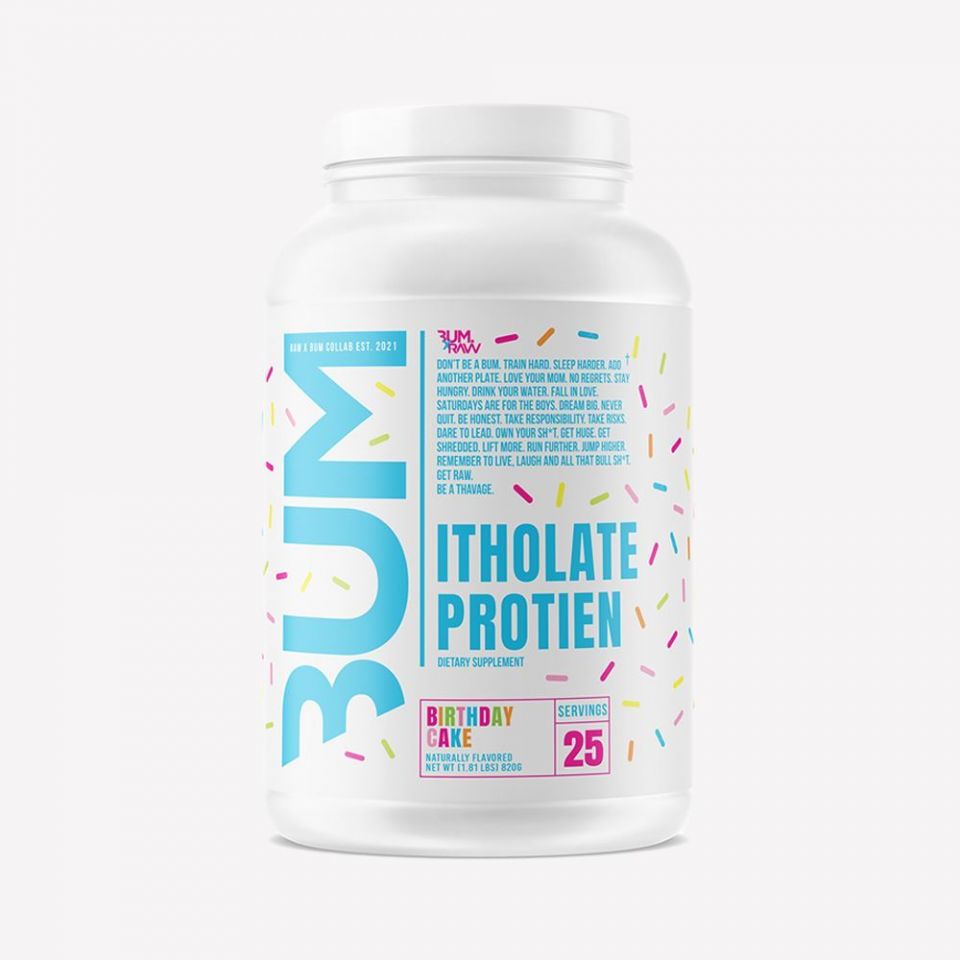 RAW X BUM COLLAB EST. 2021
BUM
BUM
RAW
DON'T BE A BUM. TRAIN HARD. SLEEP HARDER. ADD †
ANOTHER PLATE. LOVE YOUR MOM. NO REGRETS. STAY
HUNGRY. DRINK YOUR WATER. FALL IN LOVE.
SATURDAYS ARE FOR THE BOYS. DREAM BIG. NEVER
QUIT. BE HONEST. TAKE RESPONSIBILITY. TAKE RISKS.
DARE TO LEAD. OWN YOUR SH*T. GET HUGE. GET
SHREDDED. LIFT MORE. RUN FURTHER. JUMP HIGHER.
REMEMBER TO LIVE, LAUGH AND ALL THAT BULL SH*T.
GET RAW.
BE A THAVAGE.
ITHOLATE
PROTIEN
DIETARY SUPPLEMENT
BIRTHDAY
CAKE
NATURALLY FLAVORED
NET WT (1.81 LBS) 820G
SERVINGS
25